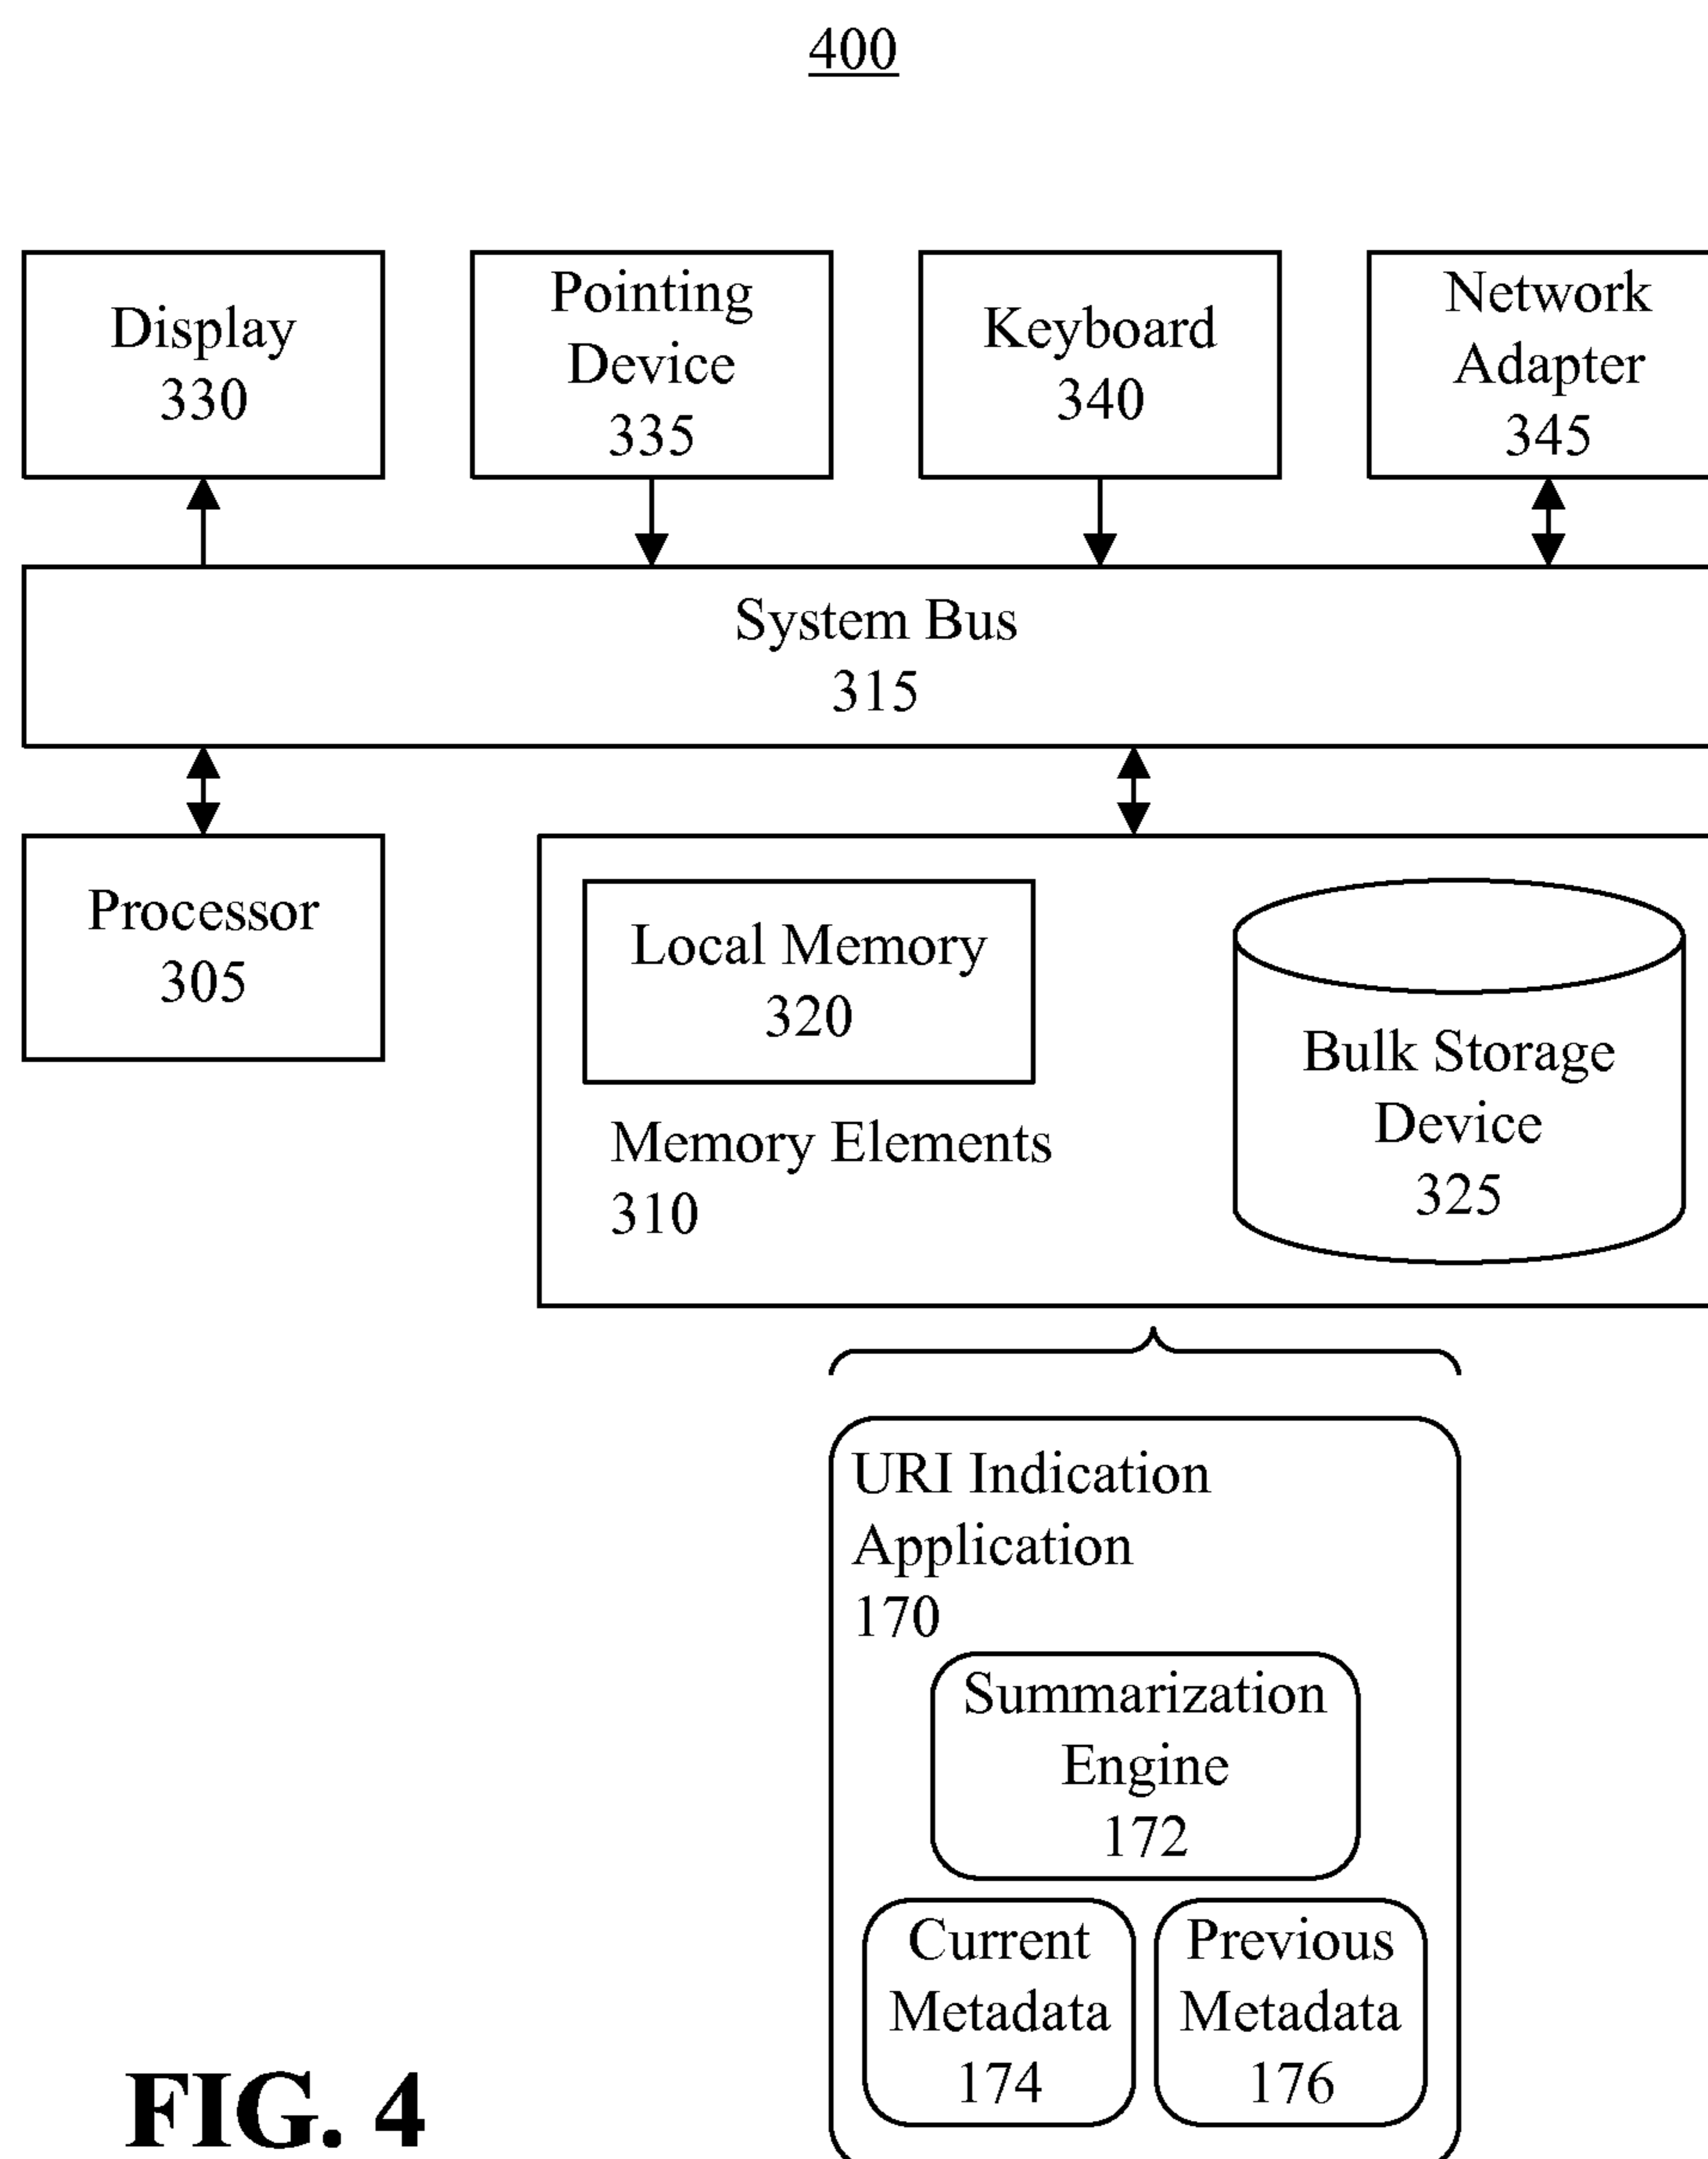 400
Display
330
Pointing
Device
335
Keyboard
340
Network
Adapter
345
System Bus
315
Processor
305
Local Memory
320
Memory Elements
310
Bulk Storage
Device
325
URI Indication
Application
170
Summarization
Engine
172
Current
Metadata
174
Previous
Metadata
176
FIG. 4